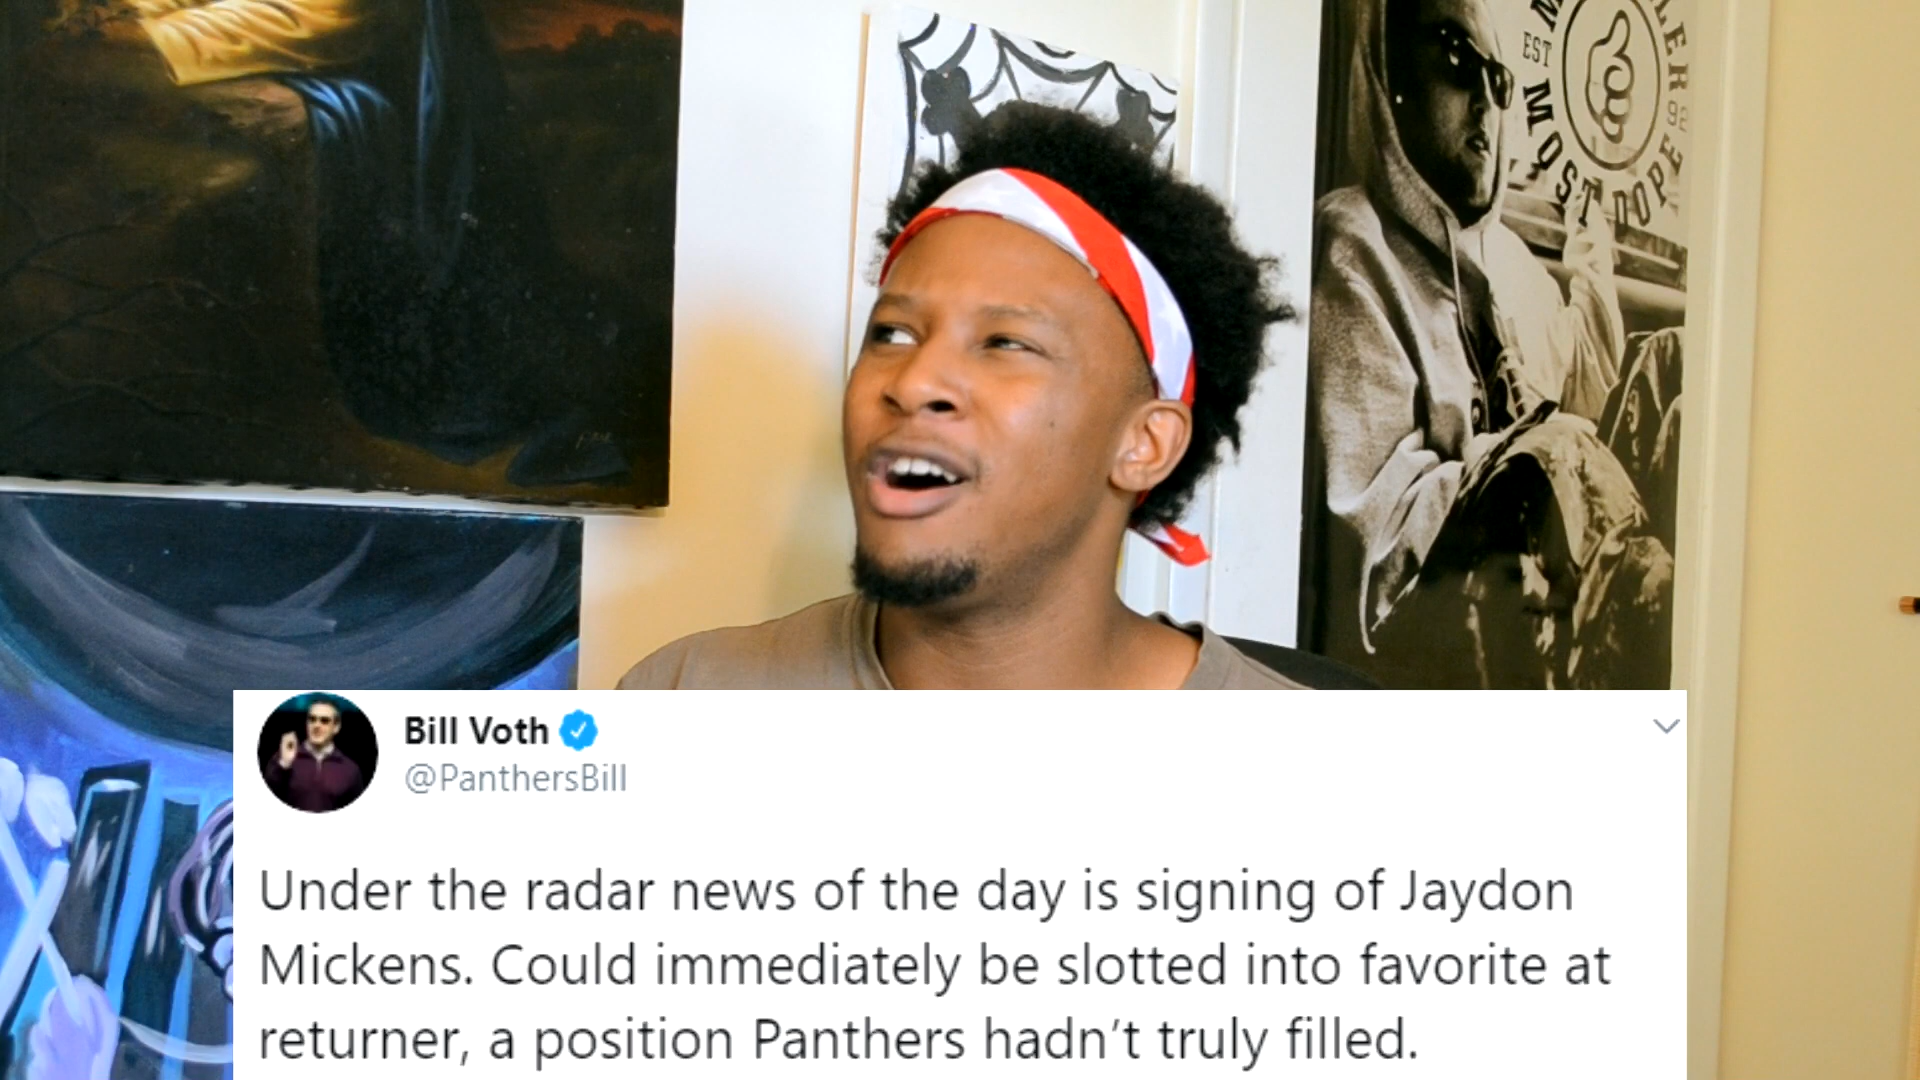 EST
MOST DOPE
92
Bill Voth
@PanthersBill
Under the radar news of the day is signing of Jaydon
Mickens. Could immediately be slotted into favorite at
returner, a position Panthers hadn't truly filled.